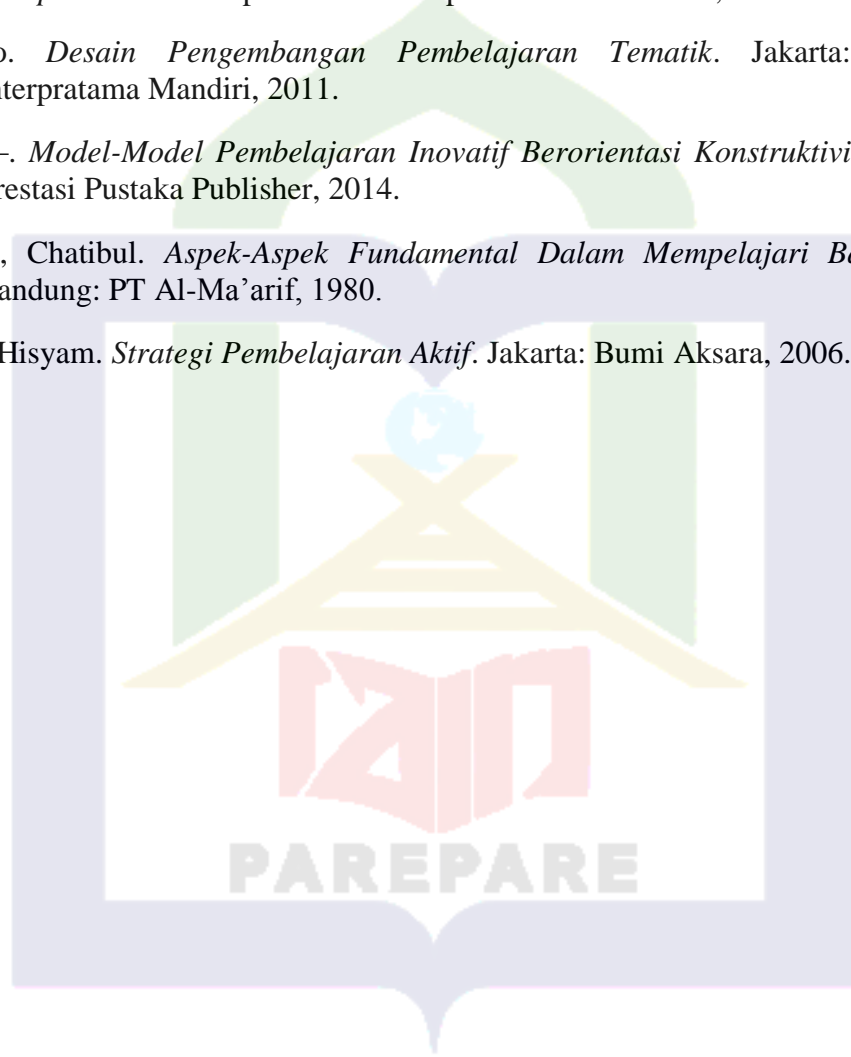 o. Desain Pengembangan Pembelajaran Tematik. Jakarta:
nterpratama Mandiri, 2011.
–. Model-Model Pembelajaran Inovatif Berorientasi Konstruktivi
restasi Pustaka Publisher, 2014.
, Chatibul. Aspek-Aspek Fundamental Dalam Mempelajari Ba
andung: PT Al-Ma’arif, 1980.
Hisyam. Strategi Pembelajaran Aktif. Jakarta: Bumi Aksara, 2006.
iain
PAREPARE